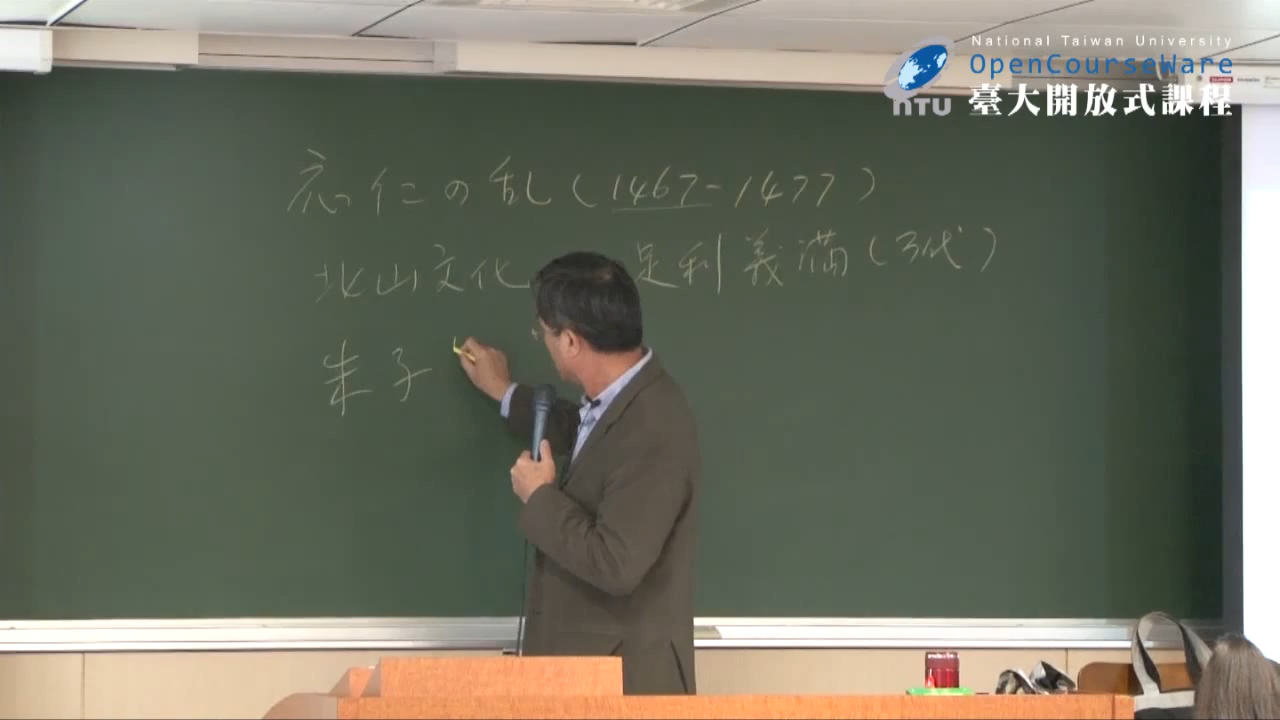 National Taiwan University
OpenCourseWare
NTU 臺大開放式課程
応仁の乱(1467-1477)
北山文化 足利義満(3代)
朱子